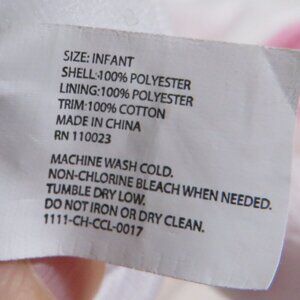 SIZE: INFANT
SHELL:100% POLYESTER
LINING:100% POLYESTER
TRIM:100% COTTON
MADE IN CHINA
RN 110023
MACHINE WASH COLD.
NON-CHLORINE BLEACH WHEN NEEDED.
TUMBLE DRY LOW.
DO NOT IRON OR DRY CLEAN.
1111-CH-CCL-0017